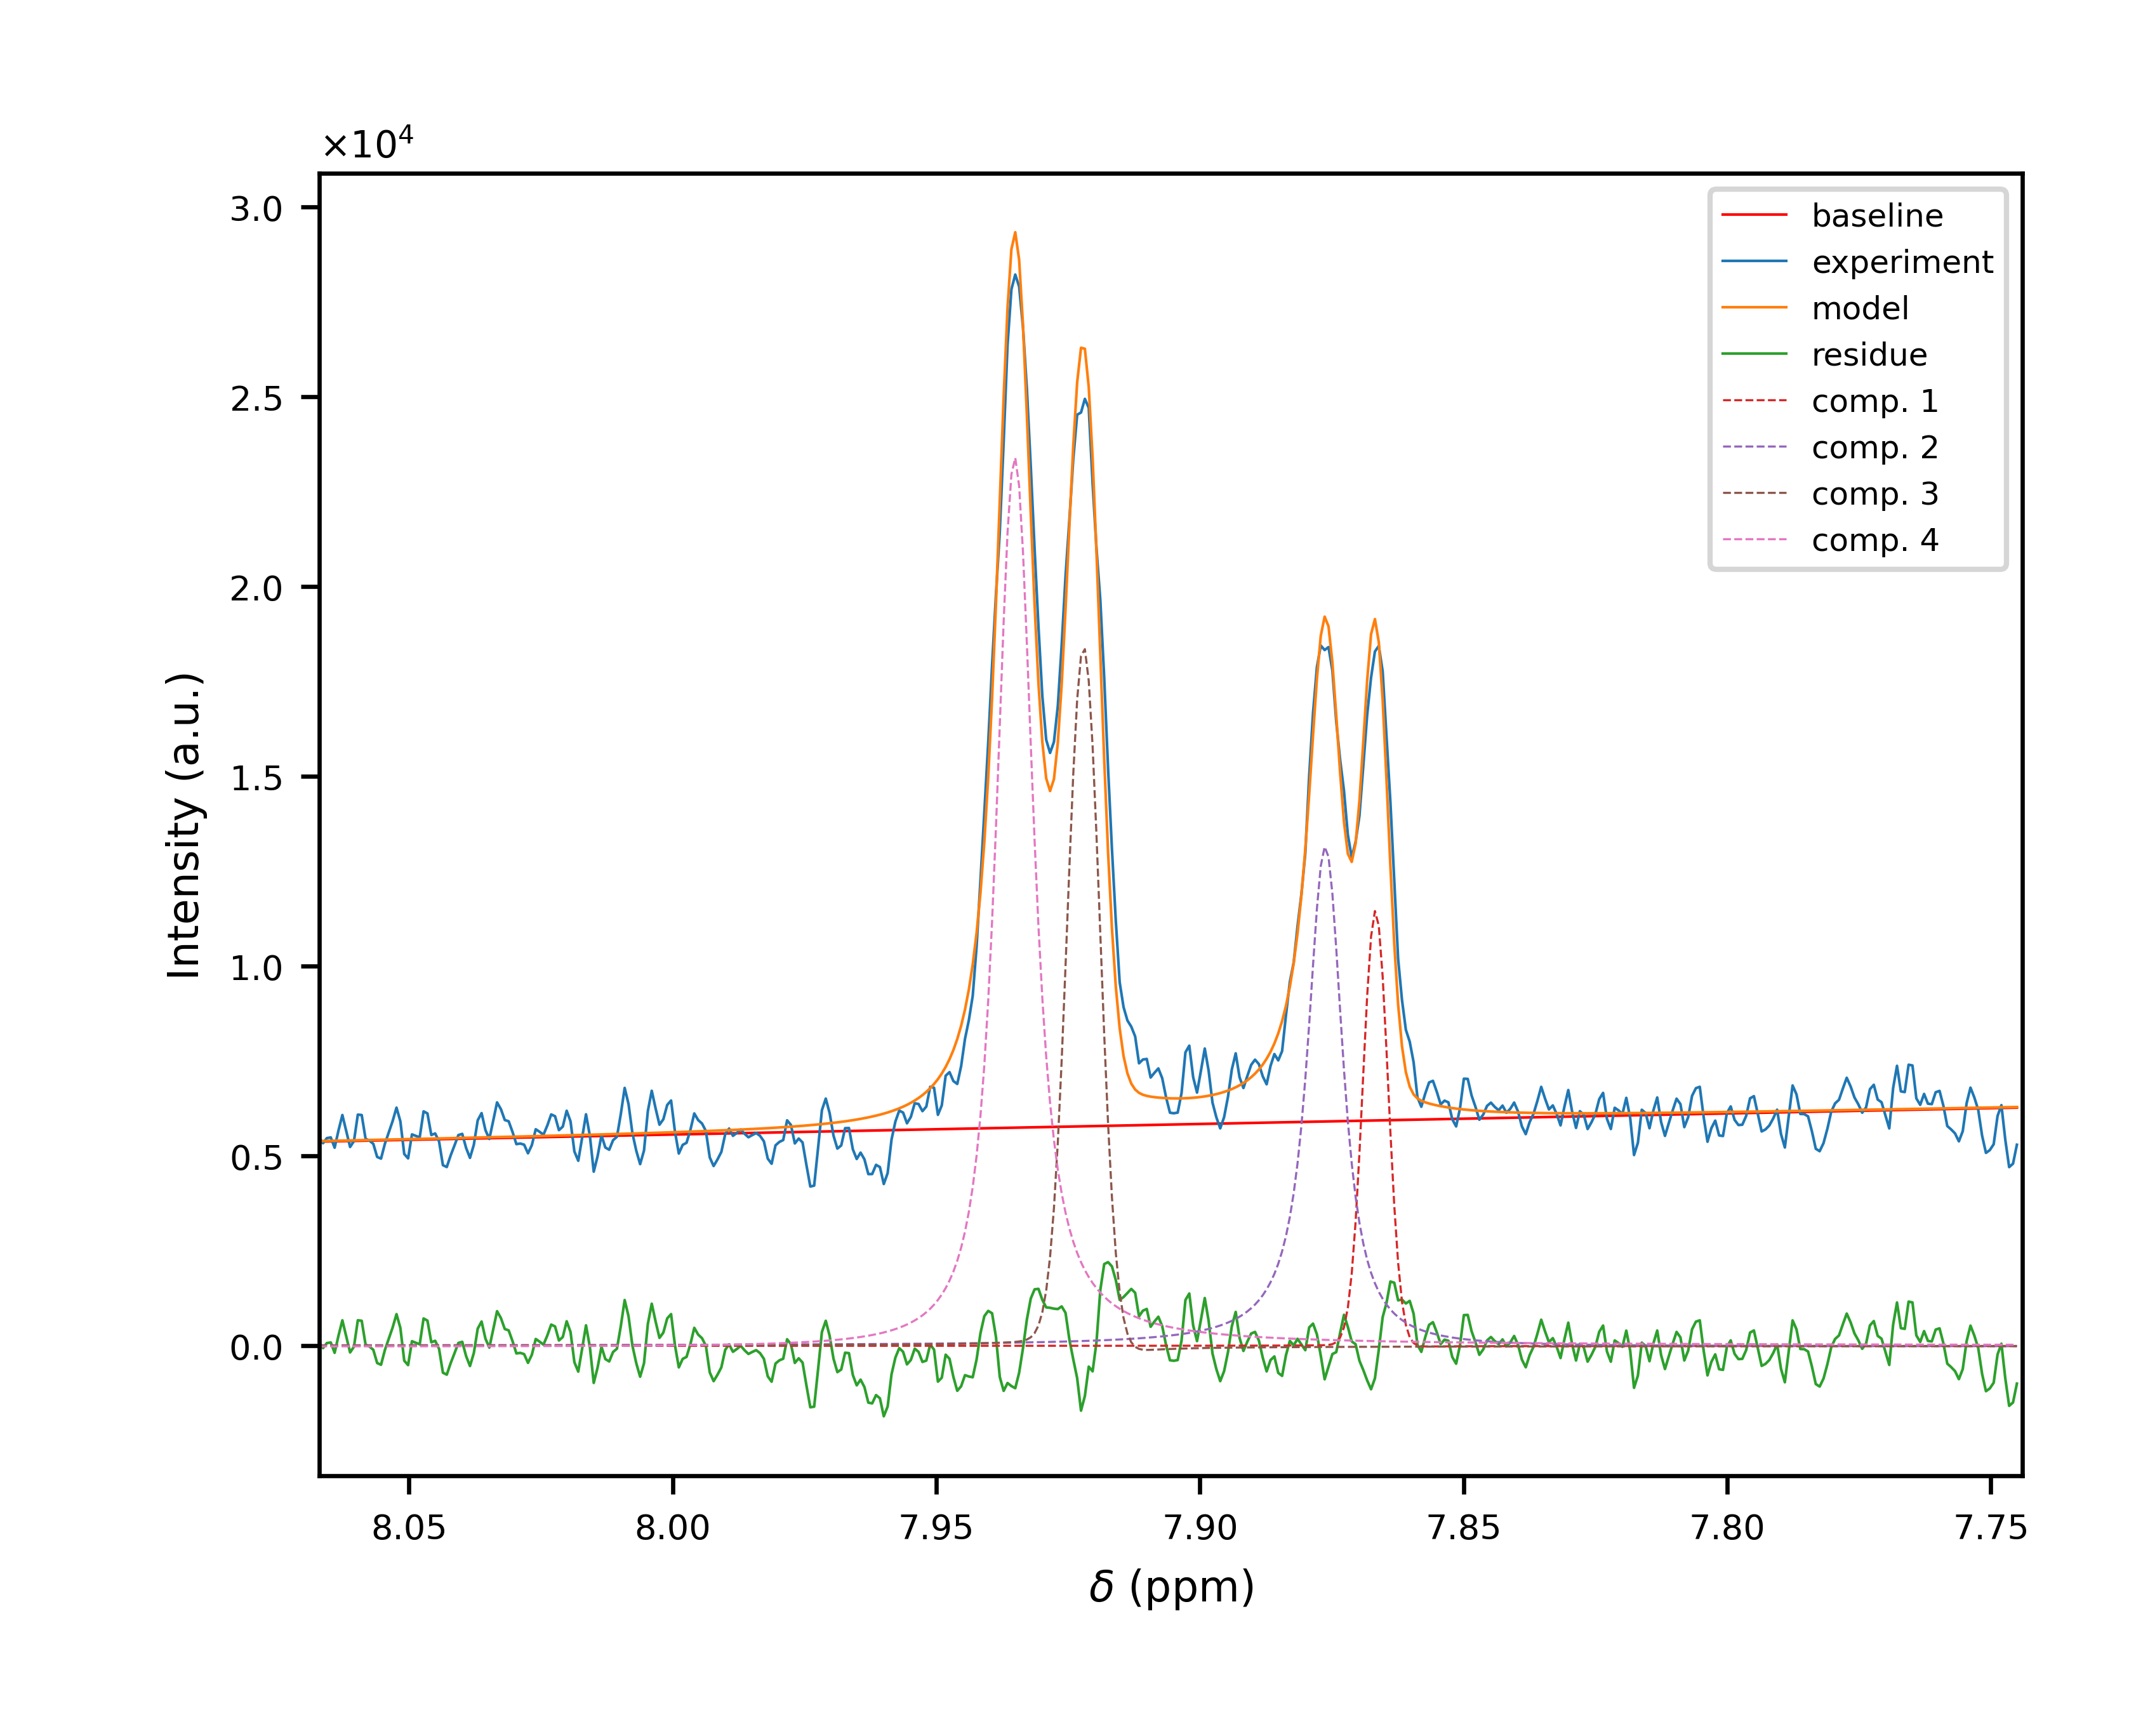 ×10⁴
3.0
2.5
2.0
1.5
1.0
0.5
0.0
Intensity (a.u.)
baseline
experiment
model
residue
comp. 1
comp. 2
comp. 3
comp. 4
8.05 8.00 7.95 7.90 7.85 7.80 7.75
δ (ppm)